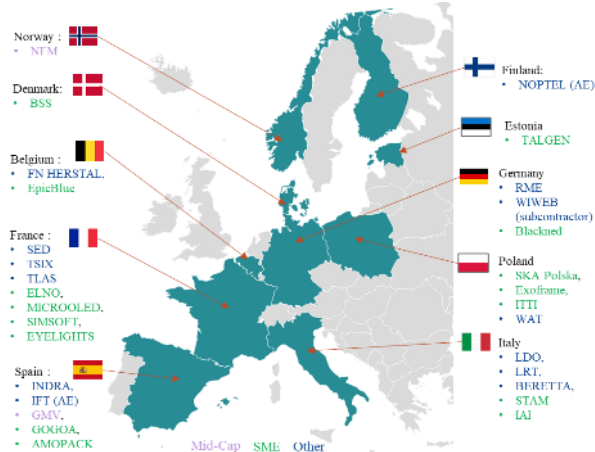 Norway :
• NFM
Denmark:
• BSS
Belgium :
• FN HERSTAL,
• EpicBlue
France :
• SED
• TSIX
• TLAS
• ELNO,
• MICROOLED,
• SIMSOFT,
• EYELIGHTS
Spain :
• INDRA,
• IFT (AE)
• GMV,
• GOGOA,
• AMOPACK
Finland:
• NOPTEL (AE)
Estonia
• TALGEN
Germany
• RME
• WIWEB
(subcontractor)
• Blackned
Poland
• SKA Polska,
• Exoframe,
• ITTI
• WAT
Italy
• LDO,
• LRT,
• BERETTA,
• STAM
• IAI
Mid-Cap SME Other